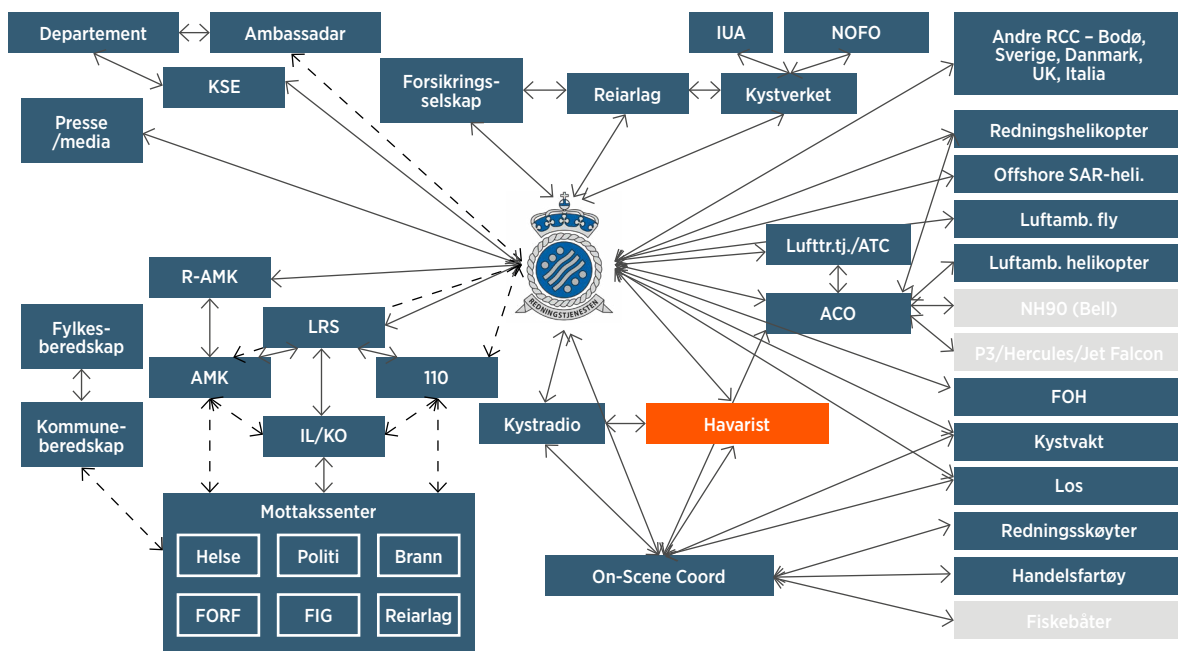 Departement
Ambassadar
KSE
Presse
/media
Forsikrings-
selskap
Reiarlag
IUA
NOFO
Kystverket
Andre RCC – Bodø,
Sverige, Danmark,
UK, Italia
Redningshelikopter
Offshore SAR-heli.
Luftamb. fly
Luftamb. helikopter
NH90 (Bell)
P3/Hercules/Jet Falcon
FOH
Kystvakt
Los
Redningsskøyter
Handelsfartøy
Fiskebåter
Lufttr.tj./ATC
ACO
REDNINGSTJENESTEN
R-AMK
LRS
Fylkes-
beredskap
AMK
110
Kommune-
beredskap
IL/KO
Kystradio
Havarist
Mottakssenter
Helse
Politi
Brann
FORF
FIG
Reiarlag
On-Scene Coord